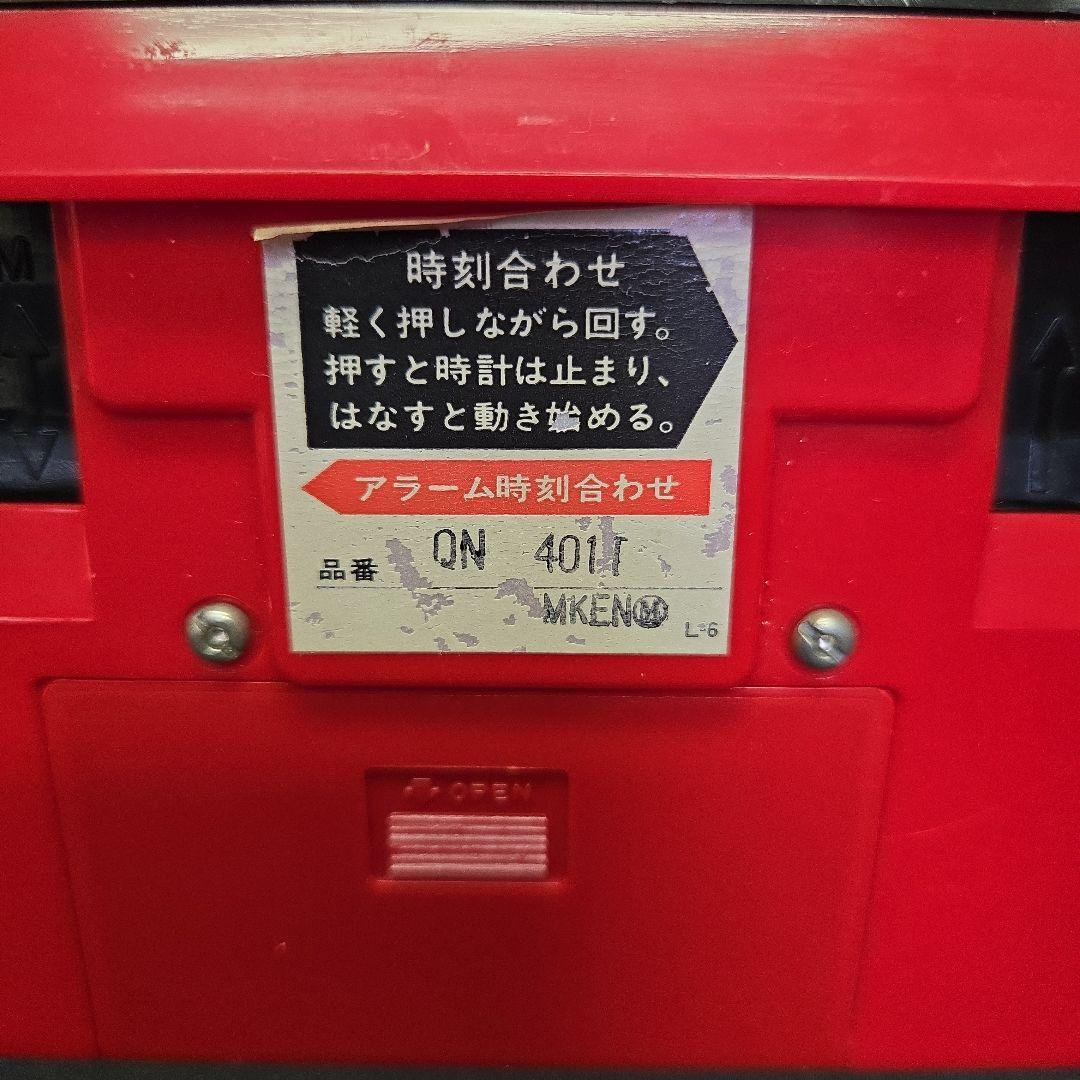 時刻合わせ
軽く押しながら回す。
押すと時計は止まり、
はなすと動き始める。
アラーム時刻合わせ
品番 QN 401T
MKENⓂ
L-6
OPEN
M